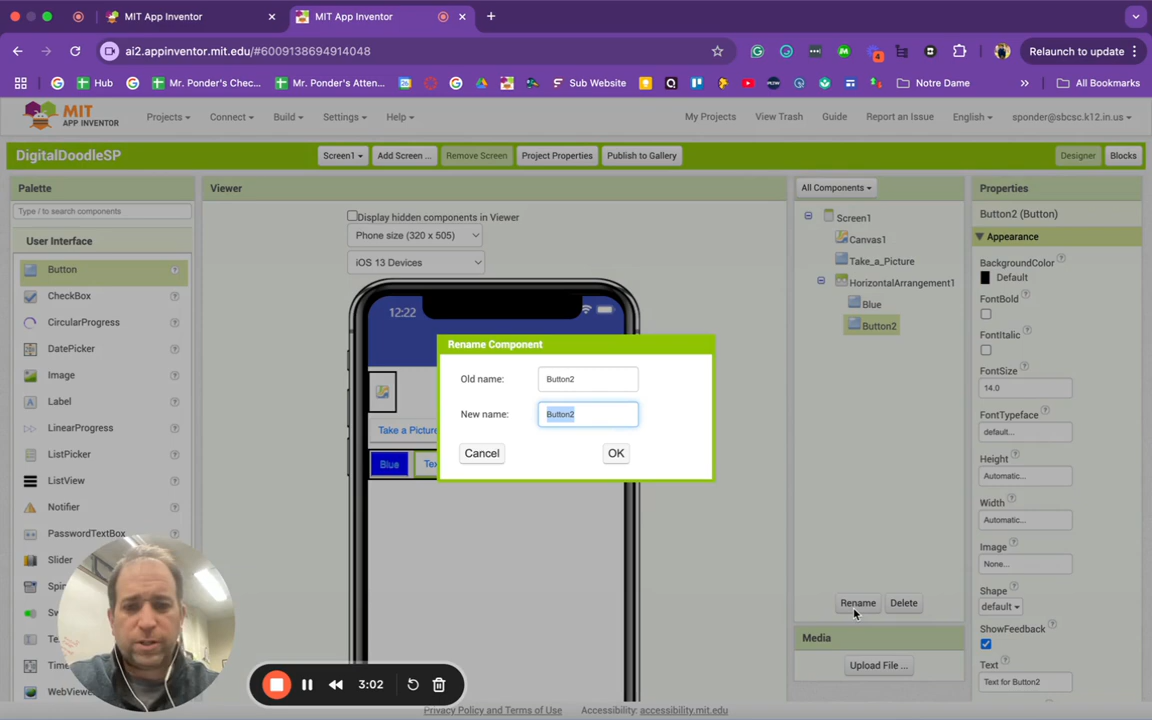 MIT App Inventor
MIT App Inventor
ai2.appinventor.mit.edu/#6009138694914048
4
Relaunch to update
Hub
Mr. Ponder's Chec...
Mr. Ponder's Atten...
Sub Website
Notre Dame
All Bookmarks
MIT
APP INVENTOR
Projects
Connect
Build
Settings
Help
My Projects
View Trash
Guide
Report an Issue
English
sponder@sbcsc.k12.in.us
DigitalDoodleSP
Screen1
Add Screen ...
Remove Screen
Project Properties
Publish to Gallery
Designer
Blocks
Palette
Type / to search components
User Interface
Button
CheckBox
CircularProgress
DatePicker
Image
Label
LinearProgress
ListPicker
ListView
Notifier
PasswordTextBox
Slider
WebViewer
Viewer
Display hidden components in Viewer
Phone size (320 x 505)
iOS 13 Devices
12:22
Take a Picture
Blue
Rename Component
Old name:
Button2
New name:
Button2
Cancel
OK
All Components
Screen1
Canvas1
Take_a_Picture
HorizontalArrangement1
Blue
Button2
Rename
Delete
Media
Upload File ...
Properties
Button2 (Button)
Appearance
BackgroundColor
Default
FontBold
FontItalic
FontSize
14.0
FontTypeface
default...
Height
Automatic...
Width
Automatic...
Image
None...
Shape
default
ShowFeedback
Text
Text for Button2
3:02
Privacy Policy and Terms of Use
Accessibility: accessibility.mit.edu